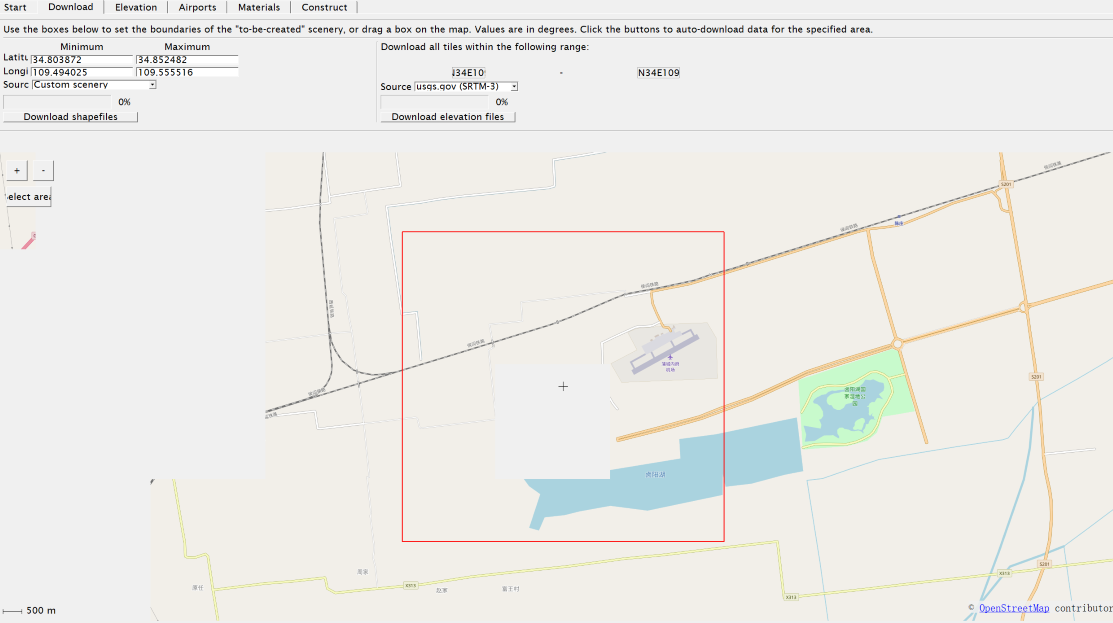 Start Download Elevation Airports Materials Construct
Use the boxes below to set the boundaries of the "to-be-created" scenery, or drag a box on the map. Values are in degrees. Click the buttons to auto-download data for the specified area.
Minimum Maximum
Latitu 34.803872 34.852482
Longi 109.494025 109.555516
Sourc Custom scenery
0%
Download shapefiles
Download all tiles within the following range:
N34E10 - N34E109
Source usgs.gov (SRTM-3)
0%
Download elevation files
+ -
elect area
S201
S201
S201
S313
S313
S313
500 m
© OpenStreetMap contributor